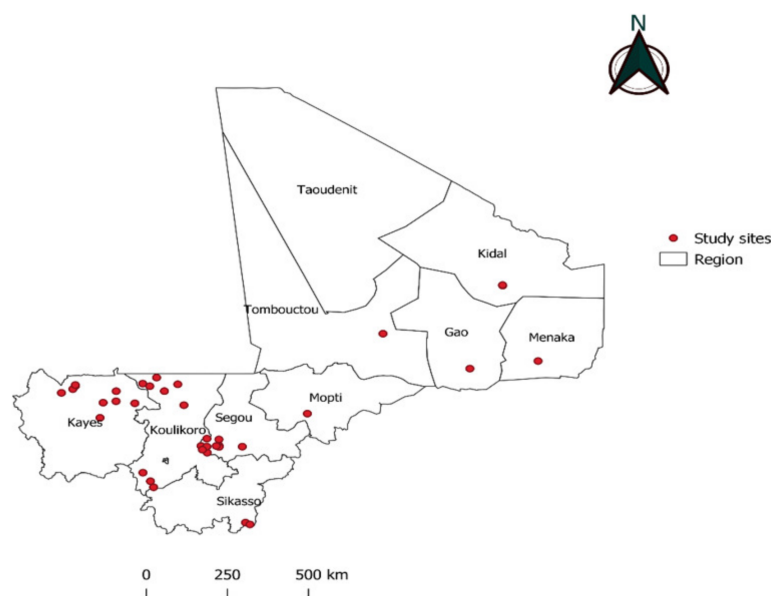 N
Taoudenit
Study sites
Kidal
Region
Tombouctou
Gao
Menaka
Mopti
Segou
Kayes
Koulikoro
Sikasso
0 250 500 km